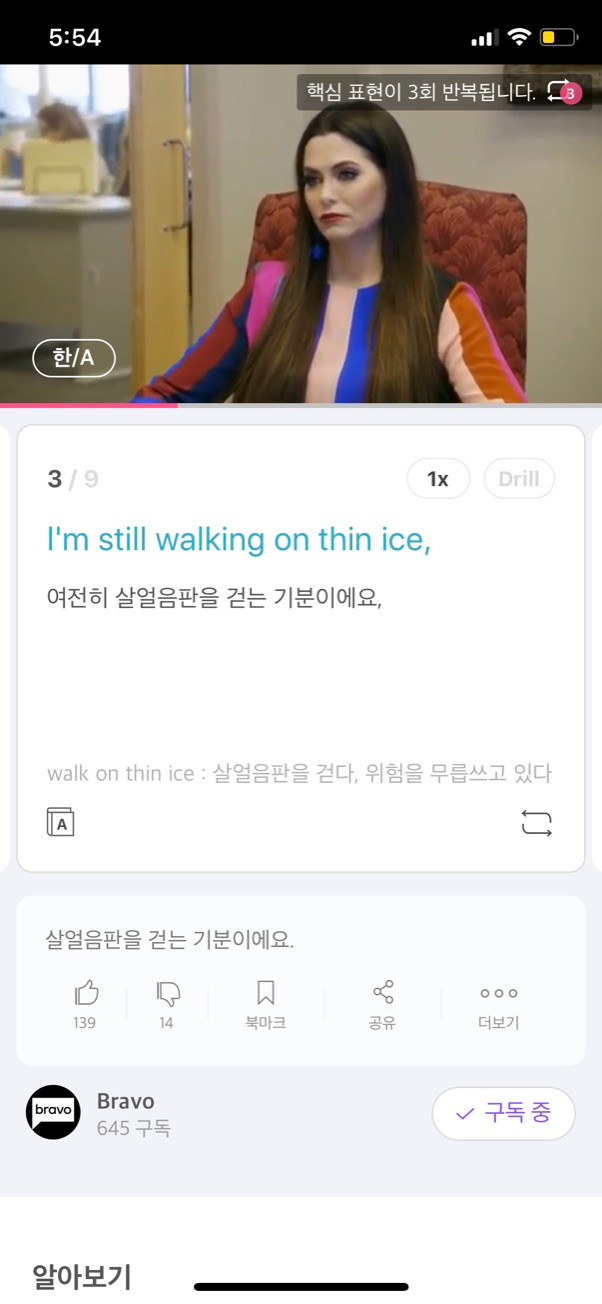 5:54
핵심 표현이 3회 반복됩니다. 3
한/A
3 / 9 1x Drill
I'm still walking on thin ice,
여전히 살얼음판을 걷는 기분이에요,
walk on thin ice : 살얼음판을 걷다, 위험을 무릅쓰고 있다
A
살얼음판을 걷는 기분이에요.
139 14 북마크 공유 더보기
bravo Bravo
645 구독
구독 중
알아보기